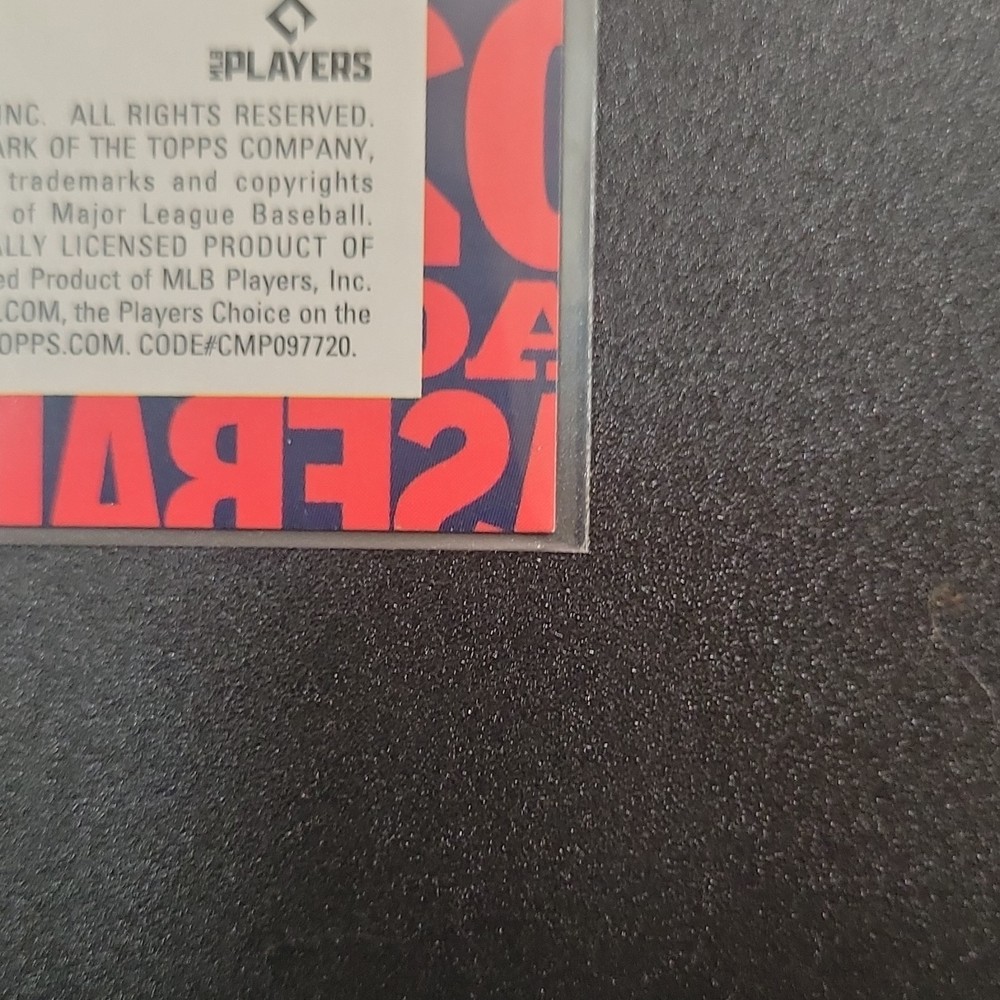 MLB PLAYERS
INC. ALL RIGHTS RESERVED.
ARK OF THE TOPPS COMPANY,
trademarks and copyrights
of Major League Baseball.
ALLY LICENSED PRODUCT OF
ed Product of MLB Players, Inc.
.COM, the Players Choice on the
OPPS.COM. CODE#CMP097720.